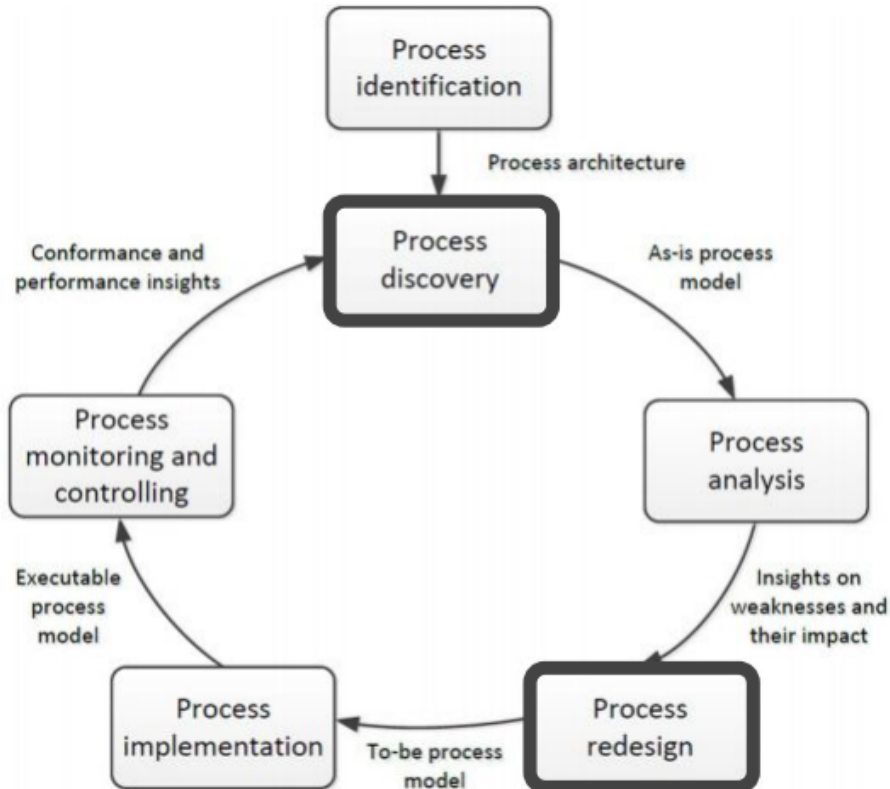 Process
identification
Process architecture
Process
discovery
Conformance and
performance insights
As-is process
model
Process
monitoring and
controlling
Process
analysis
Executable
process
model
Insights on
weaknesses and
their impact
Process
implementation
To-be process
model
Process
redesign